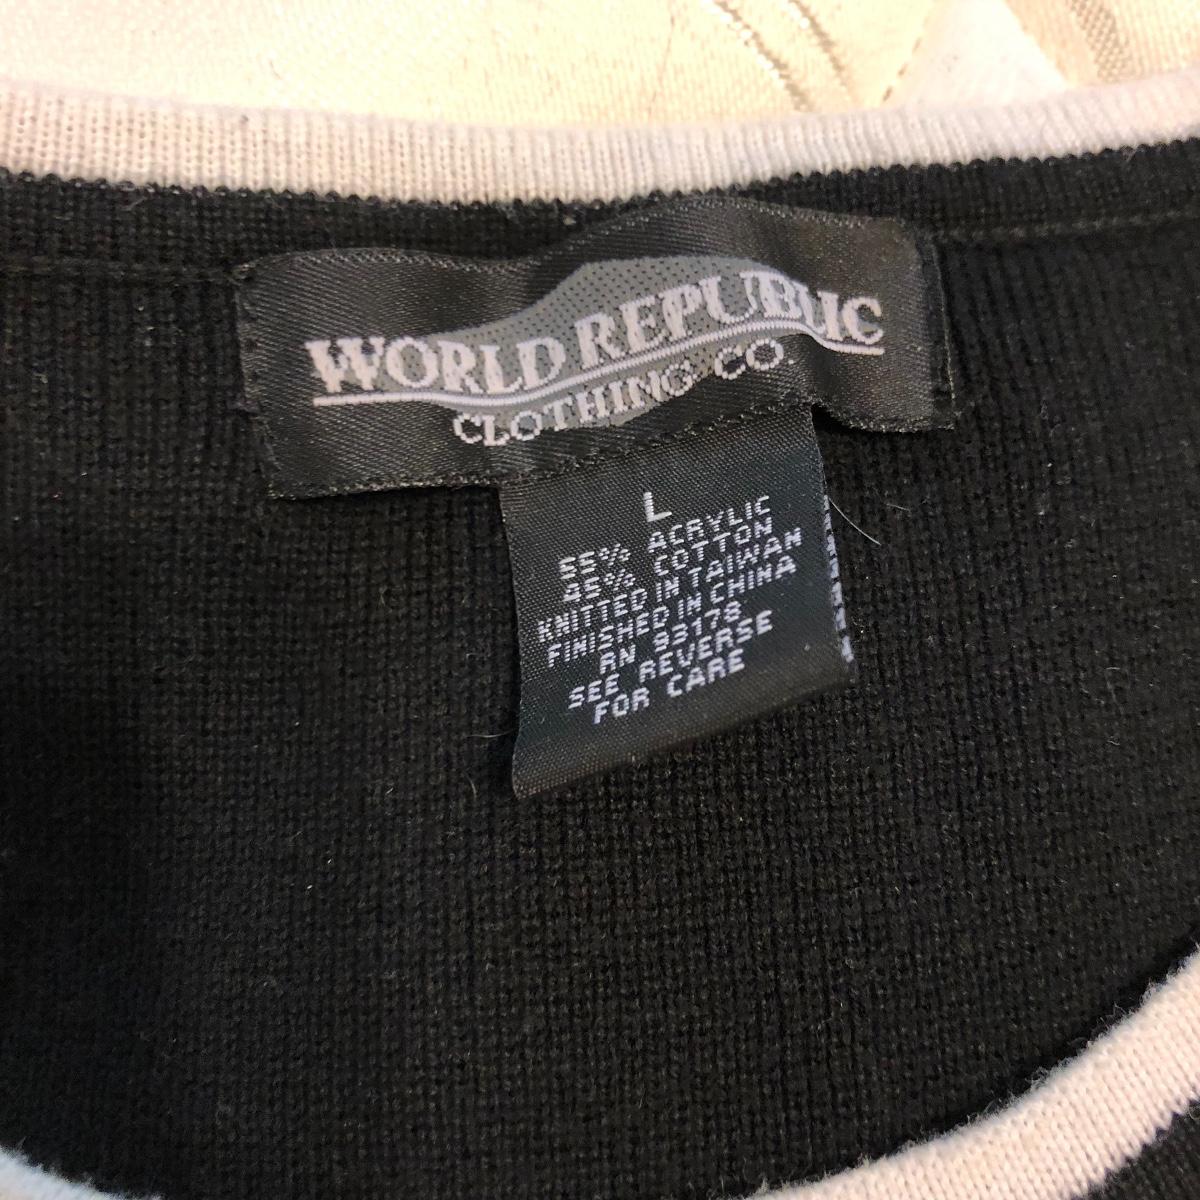 WORLD REPUBLIC
CLOTHING CO.
L
55% ACRYLIC
45% COTTON
KNITTED IN TAIWAN
FINISHED IN CHINA
RN 93178
SEE REVERSE
FOR CARE